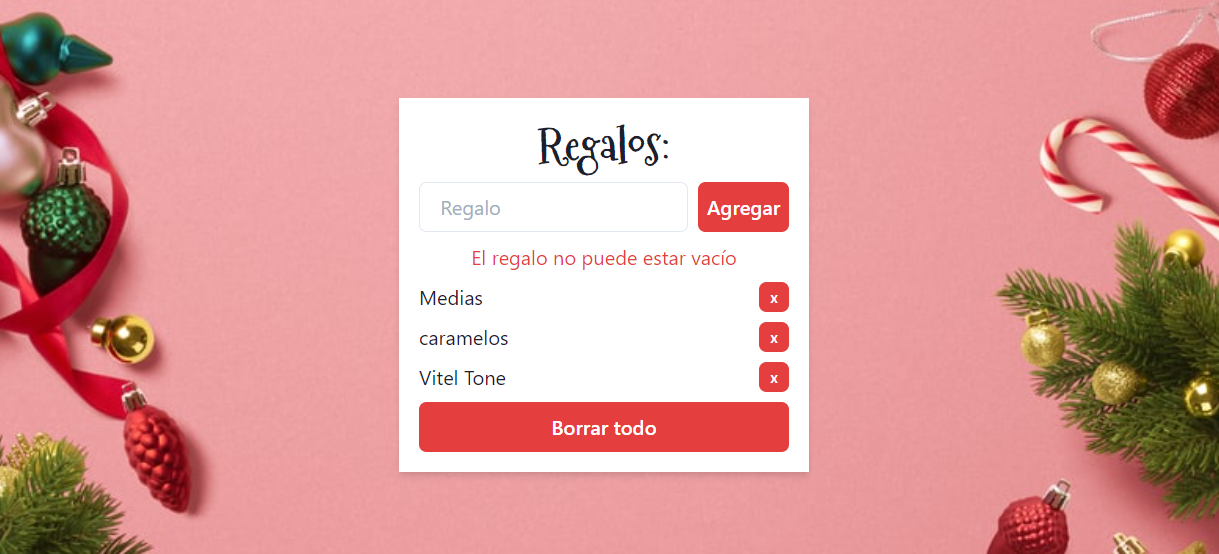 Regalos:
Regalo
Agregar
El regalo no puede estar vacío
Medias
x
caramelos
x
Vitel Tone
x
Borrar todo